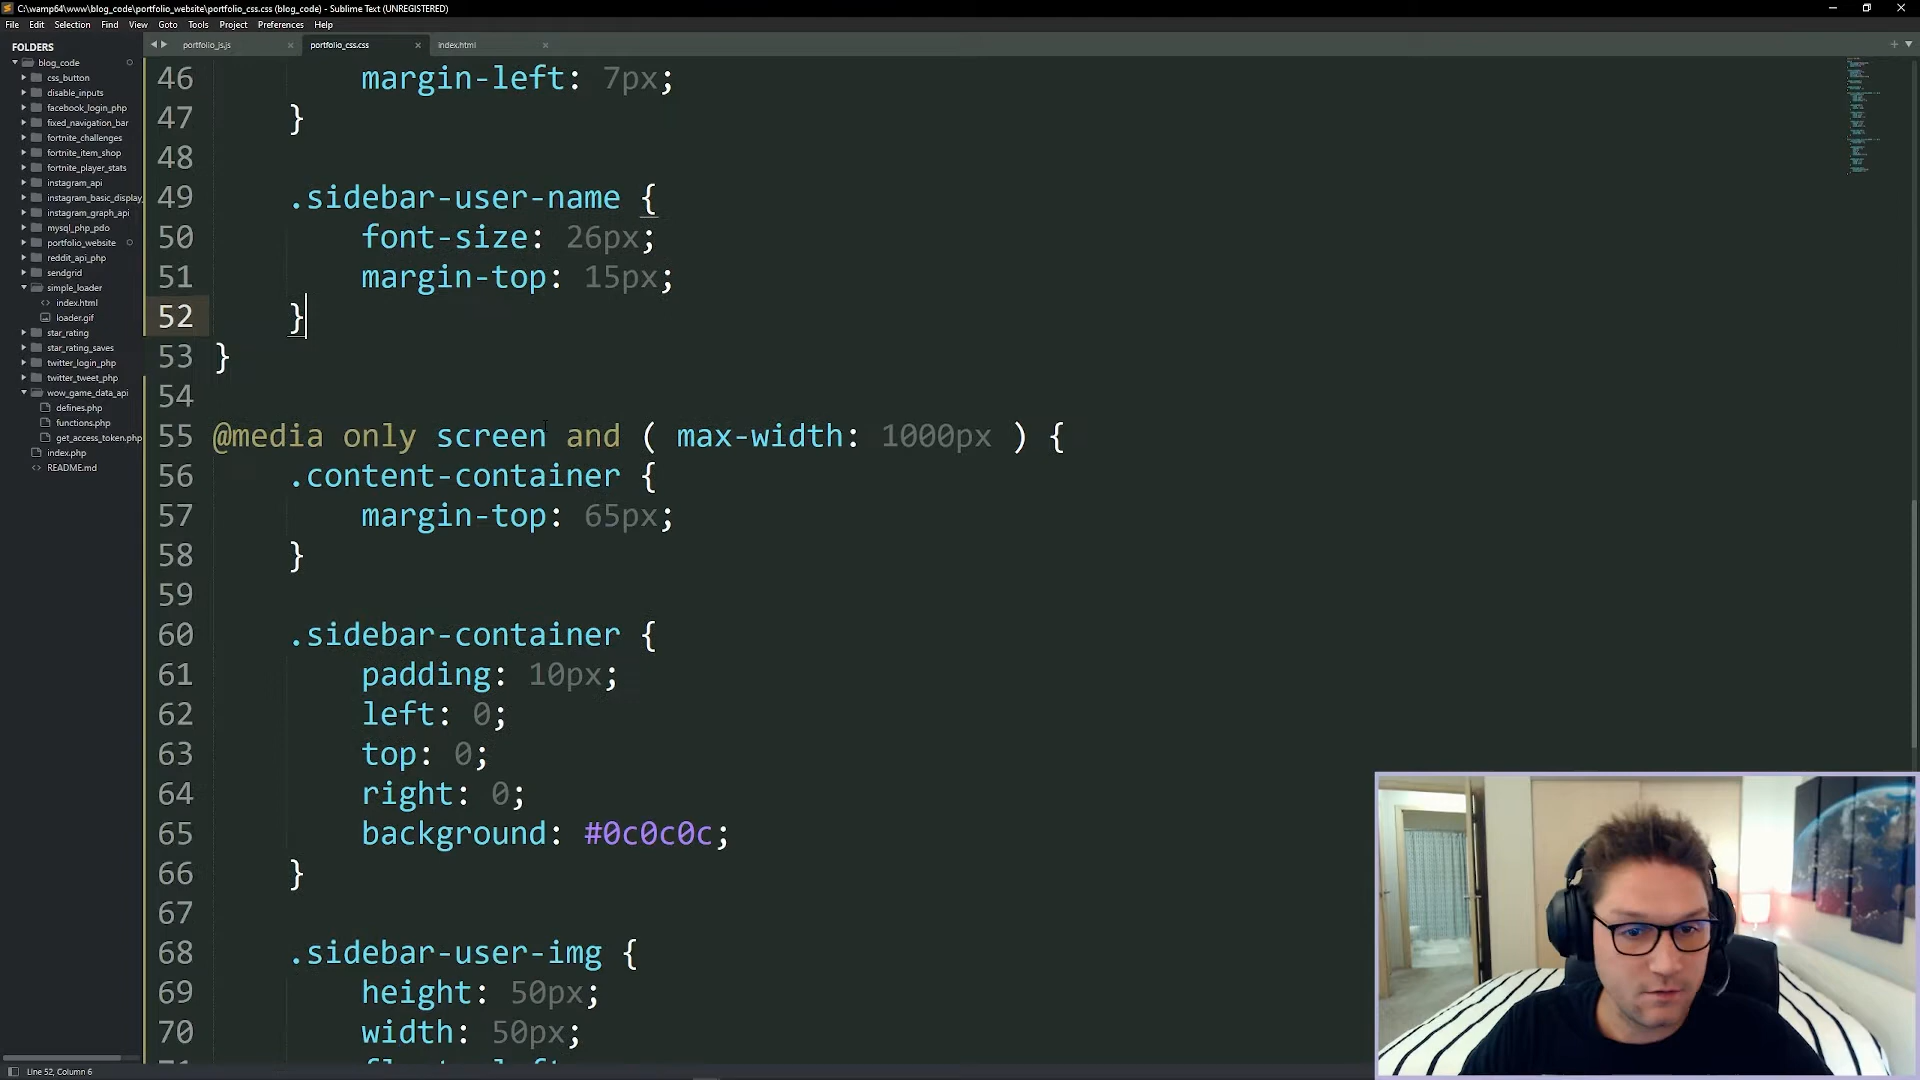 C:\wamp64\www\blog_code\portfolio_website\portfolio_css.css (blog_code) - Sublime Text (UNREGISTERED)
File Edit Selection Find View Goto Tools Project Preferences Help
FOLDERS
blog_code
css_button
disable_inputs
facebook_login_php
fixed_navigation_bar
fortnite_challenges
fortnite_item_shop
fortnite_player_stats
instagram_api
instagram_basic_display_
instagram_graph_api
mysql_php_pdo
portfolio_website
reddit_api_php
sendgrid
simple_loader
index.html
loader.gif
star_rating
star_rating_saves
twitter_login_php
twitter_tweet_php
wow_game_data_api
defines.php
functions.php
get_access_token.php
index.php
README.md
portfolio_js.js portfolio_css.css index.html
46 margin-left: 7px;
47 }
48
49 .sidebar-user-name {
50 font-size: 26px;
51 margin-top: 15px;
52 }
53 }
54
55 @media only screen and ( max-width: 1000px ) {
56 .content-container {
57 margin-top: 65px;
58 }
59
60 .sidebar-container {
61 padding: 10px;
62 left: 0;
63 top: 0;
64 right: 0;
65 background: #0c0c0c;
66 }
67
68 .sidebar-user-img {
69 height: 50px;
70 width: 50px;
Line 52, Column 6